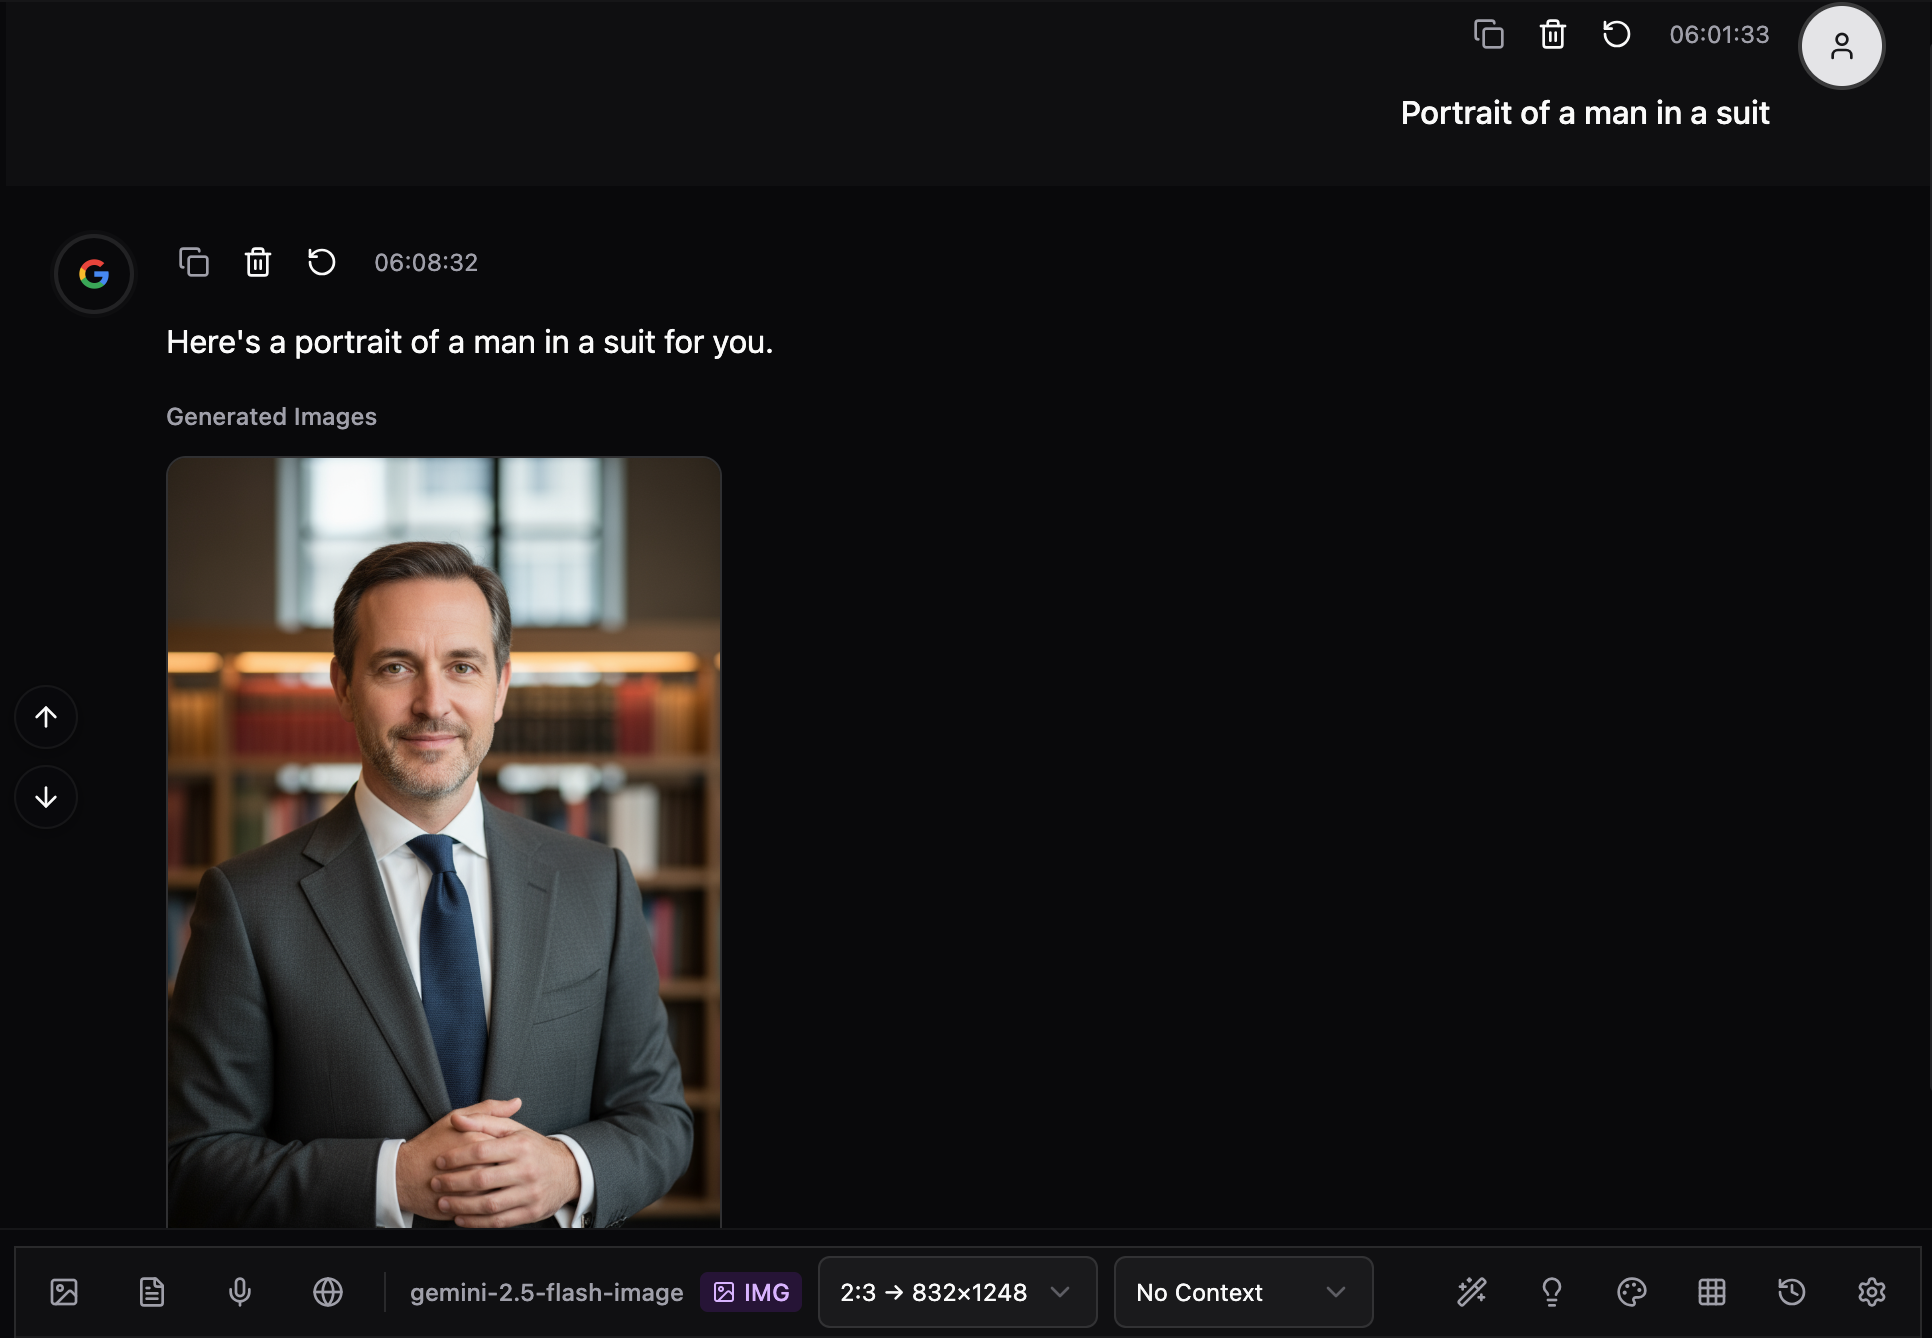 06:01:33
Portrait of a man in a suit
06:08:32
Here's a portrait of a man in a suit for you.
Generated Images
gemini-2.5-flash-image IMG 2:3 → 832×1248 No Context